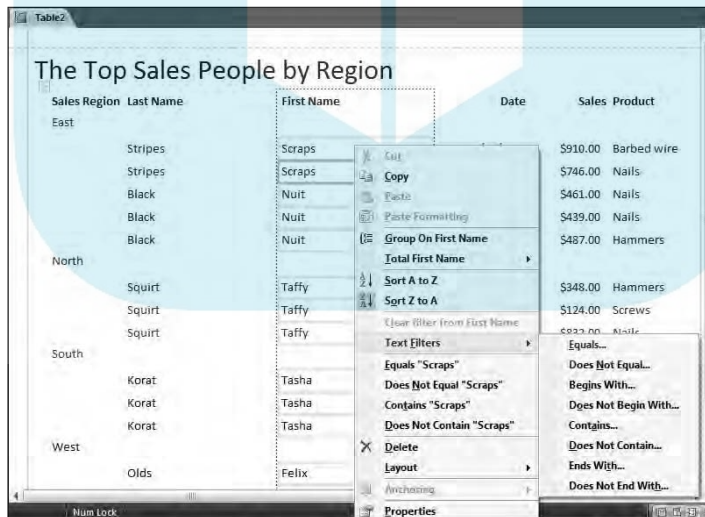 Table2
The Top Sales People by Region
Sales Region Last Name First Name Date Sales Product
East
Stripes Scraps $910.00 Barbed wire
Stripes Scraps $746.00 Nails
Black Nuit $461.00 Nails
Black Nuit $439.00 Nails
Black Nuit $487.00 Hammers
North
Squirt Taffy $348.00 Hammers
Squirt Taffy $124.00 Screws
Squirt Taffy $832.00 Nails
South
Korat Tasha
Korat Tasha
Korat Tasha
West
Olds Felix
Cut
Copy
Paste
Paste Formatting
Group On First Name
Total First Name
Sort A to Z
Sort Z to A
Clear filter from First Name
Text Filters
Equals "Scraps"
Does Not Equal "Scraps"
Contains "Scraps"
Does Not Contain "Scraps"
Delete
Layout
Anchoring
Properties
Equals...
Does Not Equal...
Begins With...
Does Not Begin With...
Contains...
Does Not Contain...
Ends With...
Does Not End With...
Num Lock